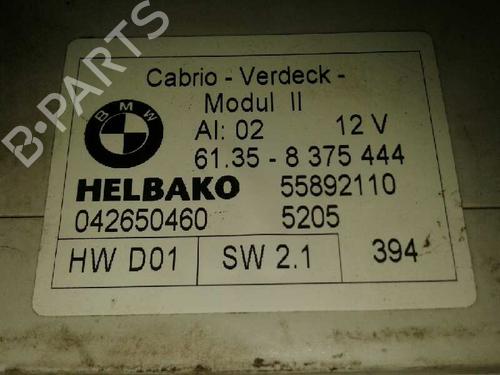 B-PARTS
BMW
Cabrio - Verdeck -
Modul II
AI: 02 12 V
61.35 - 8 375 444
HELBAKO 55892110
042650460 5205
HW D01 SW 2.1 394